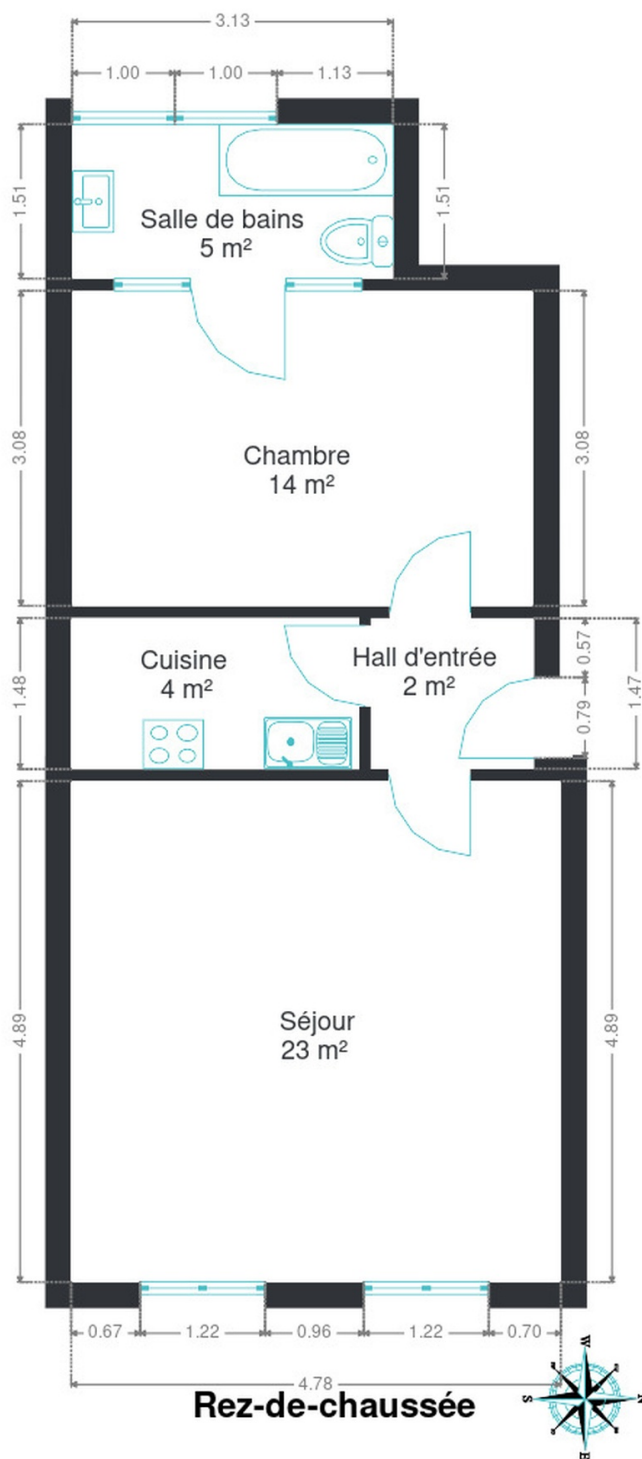 3.13
1.00
1.00
1.13
1.51
1.51
Salle de bains
5 m²
3.08
3.08
Chambre
14 m²
1.48
Cuisine
4 m²
Hall d'entrée
2 m²
0.57
0.79
1.47
4.89
4.89
Séjour
23 m²
0.67
1.22
0.96
1.22
0.70
4.78
Rez-de-chaussée
W
S
N
E